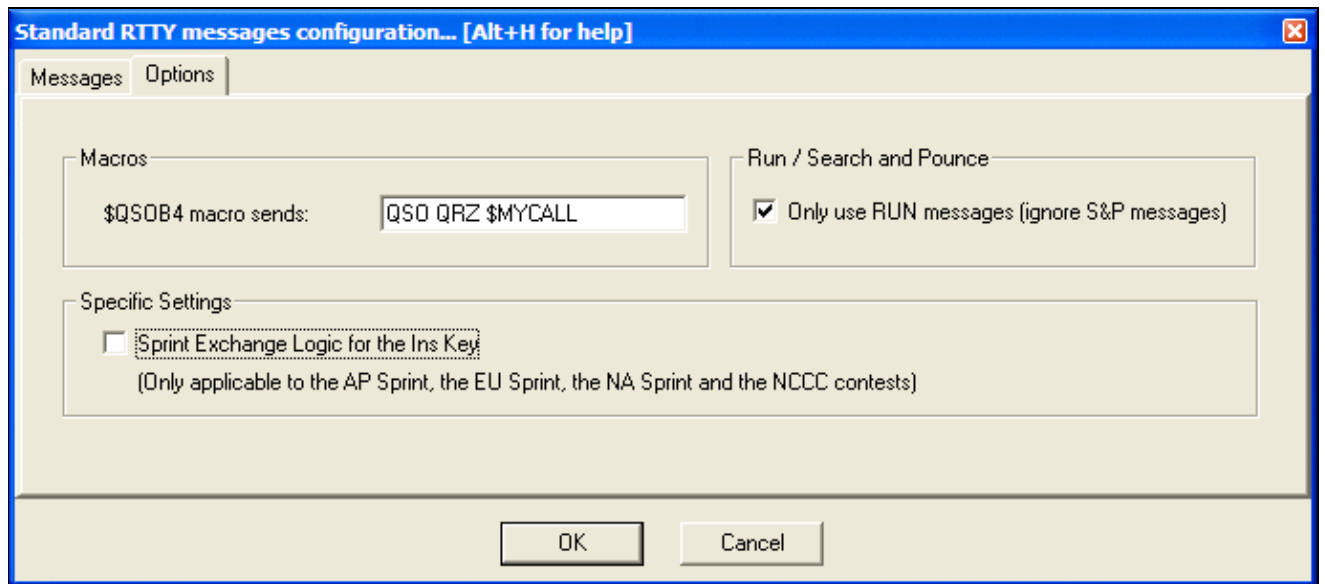 Standard RTTY messages configuration... [Alt+H for help]
Messages Options
Macros
$QSOB4 macro sends: QSO QRZ $MYCALL
Run / Search and Pounce
Only use RUN messages (ignore S&P messages)
Specific Settings
Sprint Exchange Logic for the Ins Key
(Only applicable to the AP Sprint, the EU Sprint, the NA Sprint and the NCCC contests)
OK Cancel